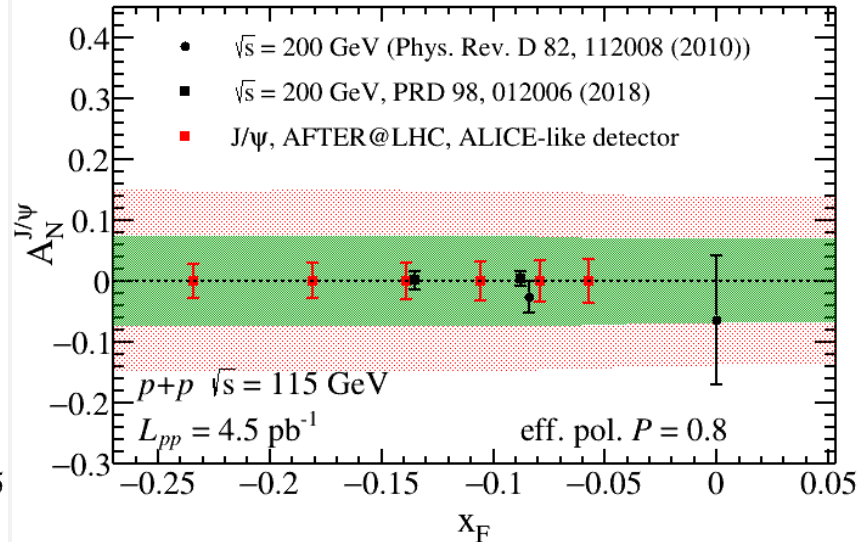 0.4
√s = 200 GeV (Phys. Rev. D 82, 112008 (2010))
0.3
√s = 200 GeV, PRD 98, 012006 (2018)
J/ψ, AFTER@LHC, ALICE-like detector
0.2
0.1
A_N^{J/ψ}
0
−0.1
p+p √s = 115 GeV
−0.2
L_{pp} = 4.5 pb⁻¹ eff. pol. P = 0.8
−0.3
5 −0.25 −0.2 −0.15 −0.1 −0.05 0 0.05
x_F